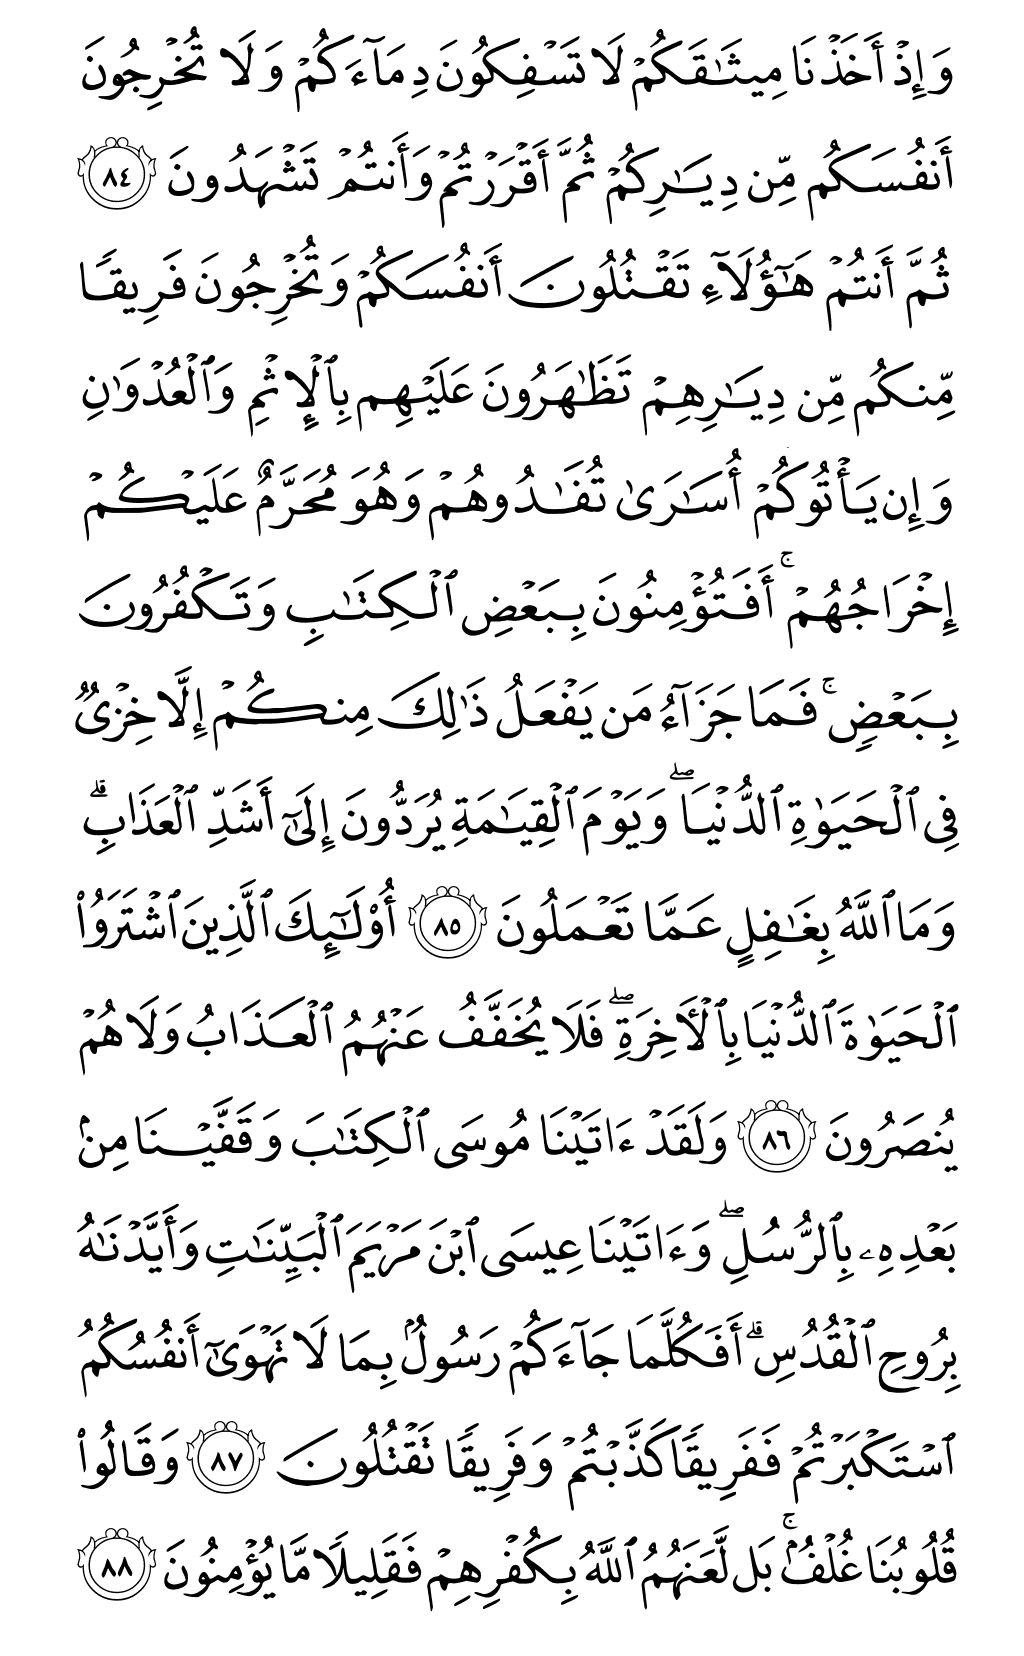 وَإِذْ أَخَذْنَا مِيثَٰقَكُمْ لَا تَسْفِكُونَ دِمَآءَكُمْ وَلَا تُخْرِجُونَ
أَنفُسَكُم مِّن دِيَٰرِكُمْ ثُمَّ أَقْرَرْتُمْ وَأَنتُمْ تَشْهَدُونَ ٨٤
ثُمَّ أَنتُمْ هَٰٓؤُلَآءِ تَقْتُلُونَ أَنفُسَكُمْ وَتُخْرِجُونَ فَرِيقًا
مِّنكُم مِّن دِيَٰرِهِمْ تَظَٰهَرُونَ عَلَيْهِم بِٱلْإِثْمِ وَٱلْعُدْوَٰنِ
وَإِن يَأْتُوكُمْ أُسَٰرَىٰ تُفَٰدُوهُمْ وَهُوَ مُحَرَّمٌ عَلَيْكُمْ
إِخْرَاجُهُمْ ۚ أَفَتُؤْمِنُونَ بِبَعْضِ ٱلْكِتَٰبِ وَتَكْفُرُونَ
بِبَعْضٍ ۚ فَمَا جَزَآءُ مَن يَفْعَلُ ذَٰلِكَ مِنكُمْ إِلَّا خِزْىٌ
فِى ٱلْحَيَوٰةِ ٱلدُّنْيَا ۖ وَيَوْمَ ٱلْقِيَٰمَةِ يُرَدُّونَ إِلَىٰٓ أَشَدِّ ٱلْعَذَابِ ۗ
وَمَا ٱللَّهُ بِغَٰفِلٍ عَمَّا تَعْمَلُونَ ٨٥ أُو۟لَٰٓئِكَ ٱلَّذِينَ ٱشْتَرَوُا۟
ٱلْحَيَوٰةَ ٱلدُّنْيَا بِٱلْأَخِرَةِ ۖ فَلَا يُخَفَّفُ عَنْهُمُ ٱلْعَذَابُ وَلَا هُمْ
يُنصَرُونَ ٨٦ وَلَقَدْ ءَاتَيْنَا مُوسَى ٱلْكِتَٰبَ وَقَفَّيْنَا مِنۢ
بَعْدِهِۦ بِٱلرُّسُلِ ۖ وَءَاتَيْنَا عِيسَى ٱبْنَ مَرْيَمَ ٱلْبَيِّنَٰتِ وَأَيَّدْنَٰهُ
بِرُوحِ ٱلْقُدُسِ ۗ أَفَكُلَّمَا جَآءَكُمْ رَسُولٌۢ بِمَا لَا تَهْوَىٰٓ أَنفُسُكُمُ
ٱسْتَكْبَرْتُمْ فَفَرِيقًا كَذَّبْتُمْ وَفَرِيقًا تَقْتُلُونَ ٨٧ وَقَالُوا۟
قُلُوبُنَا غُلْفٌۢ ۚ بَل لَّعَنَهُمُ ٱللَّهُ بِكُفْرِهِمْ فَقَلِيلًا مَّا يُؤْمِنُونَ ٨٨